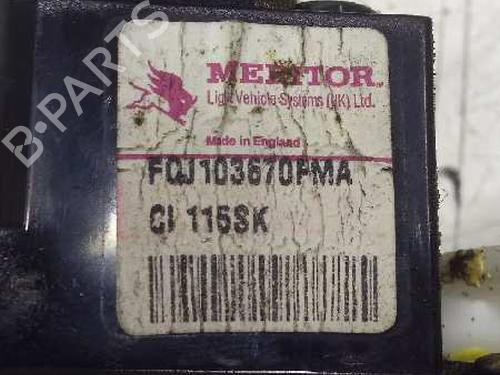 MERITOR
Light Vehicle Systems (UK) Ltd.
Made in England
FQJ103670PMA
CI 115SK
B-PARTS